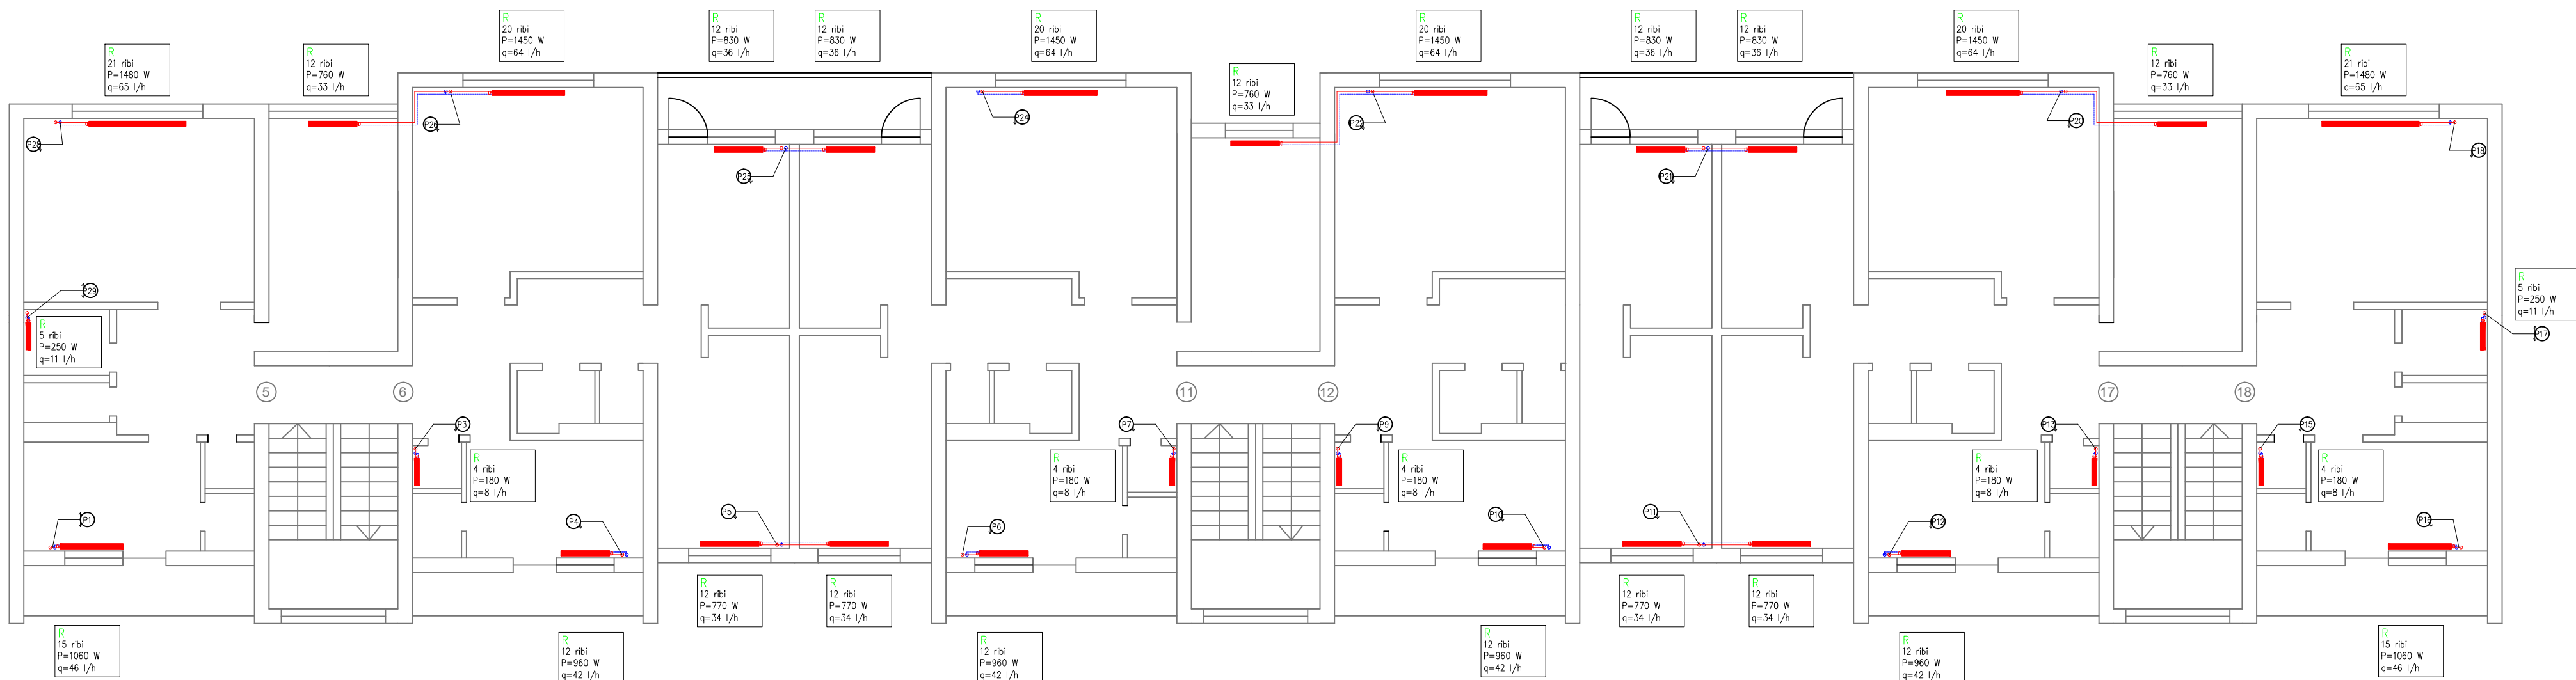 R
20 ribi
P=1450 W
q=64 l/h
R
12 ribi
P=830 W
q=36 l/h
R
12 ribi
P=830 W
q=36 l/h
R
20 ribi
P=1450 W
q=64 l/h
R
20 ribi
P=1450 W
q=64 l/h
R
12 ribi
P=830 W
q=36 l/h
R
12 ribi
P=830 W
q=36 l/h
R
20 ribi
P=1450 W
q=64 l/h
R
21 ribi
P=1480 W
q=65 l/h
R
12 ribi
P=760 W
q=33 l/h
R
12 ribi
P=760 W
q=33 l/h
R
12 ribi
P=760 W
q=33 l/h
R
21 ribi
P=1480 W
q=65 l/h
P28
P26
P25
P24
P22
P21
P20
P18
P29
R
5 ribi
P=250 W
q=11 l/h
R
5 ribi
P=250 W
q=11 l/h
P17
5
6
11
12
17
18
P3
P7
P9
P13
P15
R
4 ribi
P=180 W
q=8 l/h
R
4 ribi
P=180 W
q=8 l/h
R
4 ribi
P=180 W
q=8 l/h
R
4 ribi
P=180 W
q=8 l/h
R
4 ribi
P=180 W
q=8 l/h
P1
P4
P5
P6
P10
P11
P12
P16
R
12 ribi
P=770 W
q=34 l/h
R
12 ribi
P=770 W
q=34 l/h
R
12 ribi
P=770 W
q=34 l/h
R
12 ribi
P=770 W
q=34 l/h
R
15 ribi
P=1060 W
q=46 l/h
R
12 ribi
P=960 W
q=42 l/h
R
12 ribi
P=960 W
q=42 l/h
R
12 ribi
P=960 W
q=42 l/h
R
12 ribi
P=960 W
q=42 l/h
R
15 ribi
P=1060 W
q=46 l/h